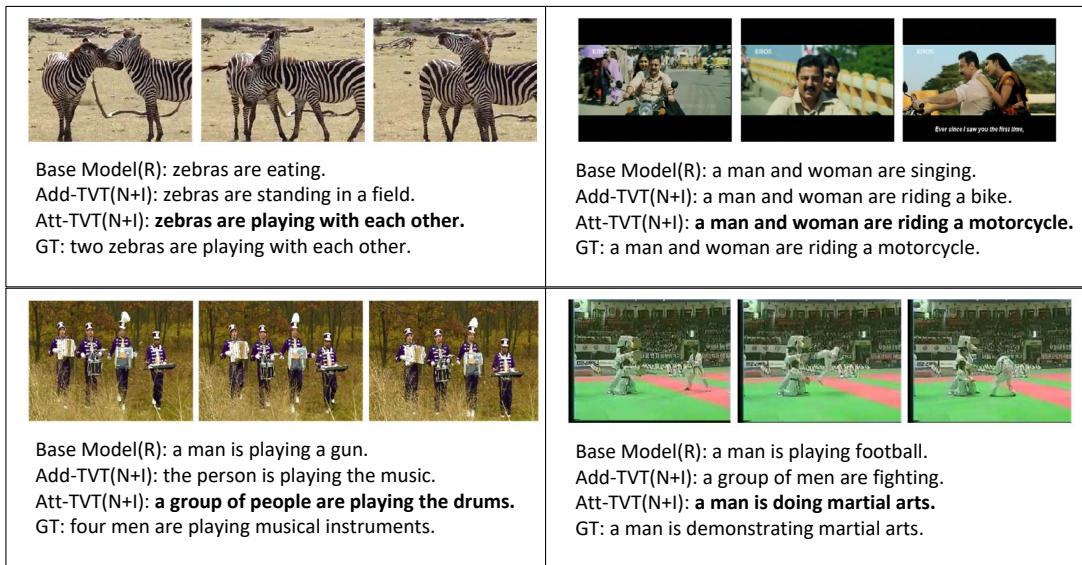 Base Model(R): zebras are eating.
Add-TVT(N+I): zebras are standing in a field.
Att-TVT(N+I): zebras are playing with each other.
GT: two zebras are playing with each other.
EROS
EROS
EROS
Ever since I saw you the first time,
Base Model(R): a man and woman are singing.
Add-TVT(N+I): a man and woman are riding a bike.
Att-TVT(N+I): a man and woman are riding a motorcycle.
GT: a man and woman are riding a motorcycle.
Base Model(R): a man is playing a gun.
Add-TVT(N+I): the person is playing the music.
Att-TVT(N+I): a group of people are playing the drums.
GT: four men are playing musical instruments.
Base Model(R): a man is playing football.
Add-TVT(N+I): a group of men are fighting.
Att-TVT(N+I): a man is doing martial arts.
GT: a man is demonstrating martial arts.